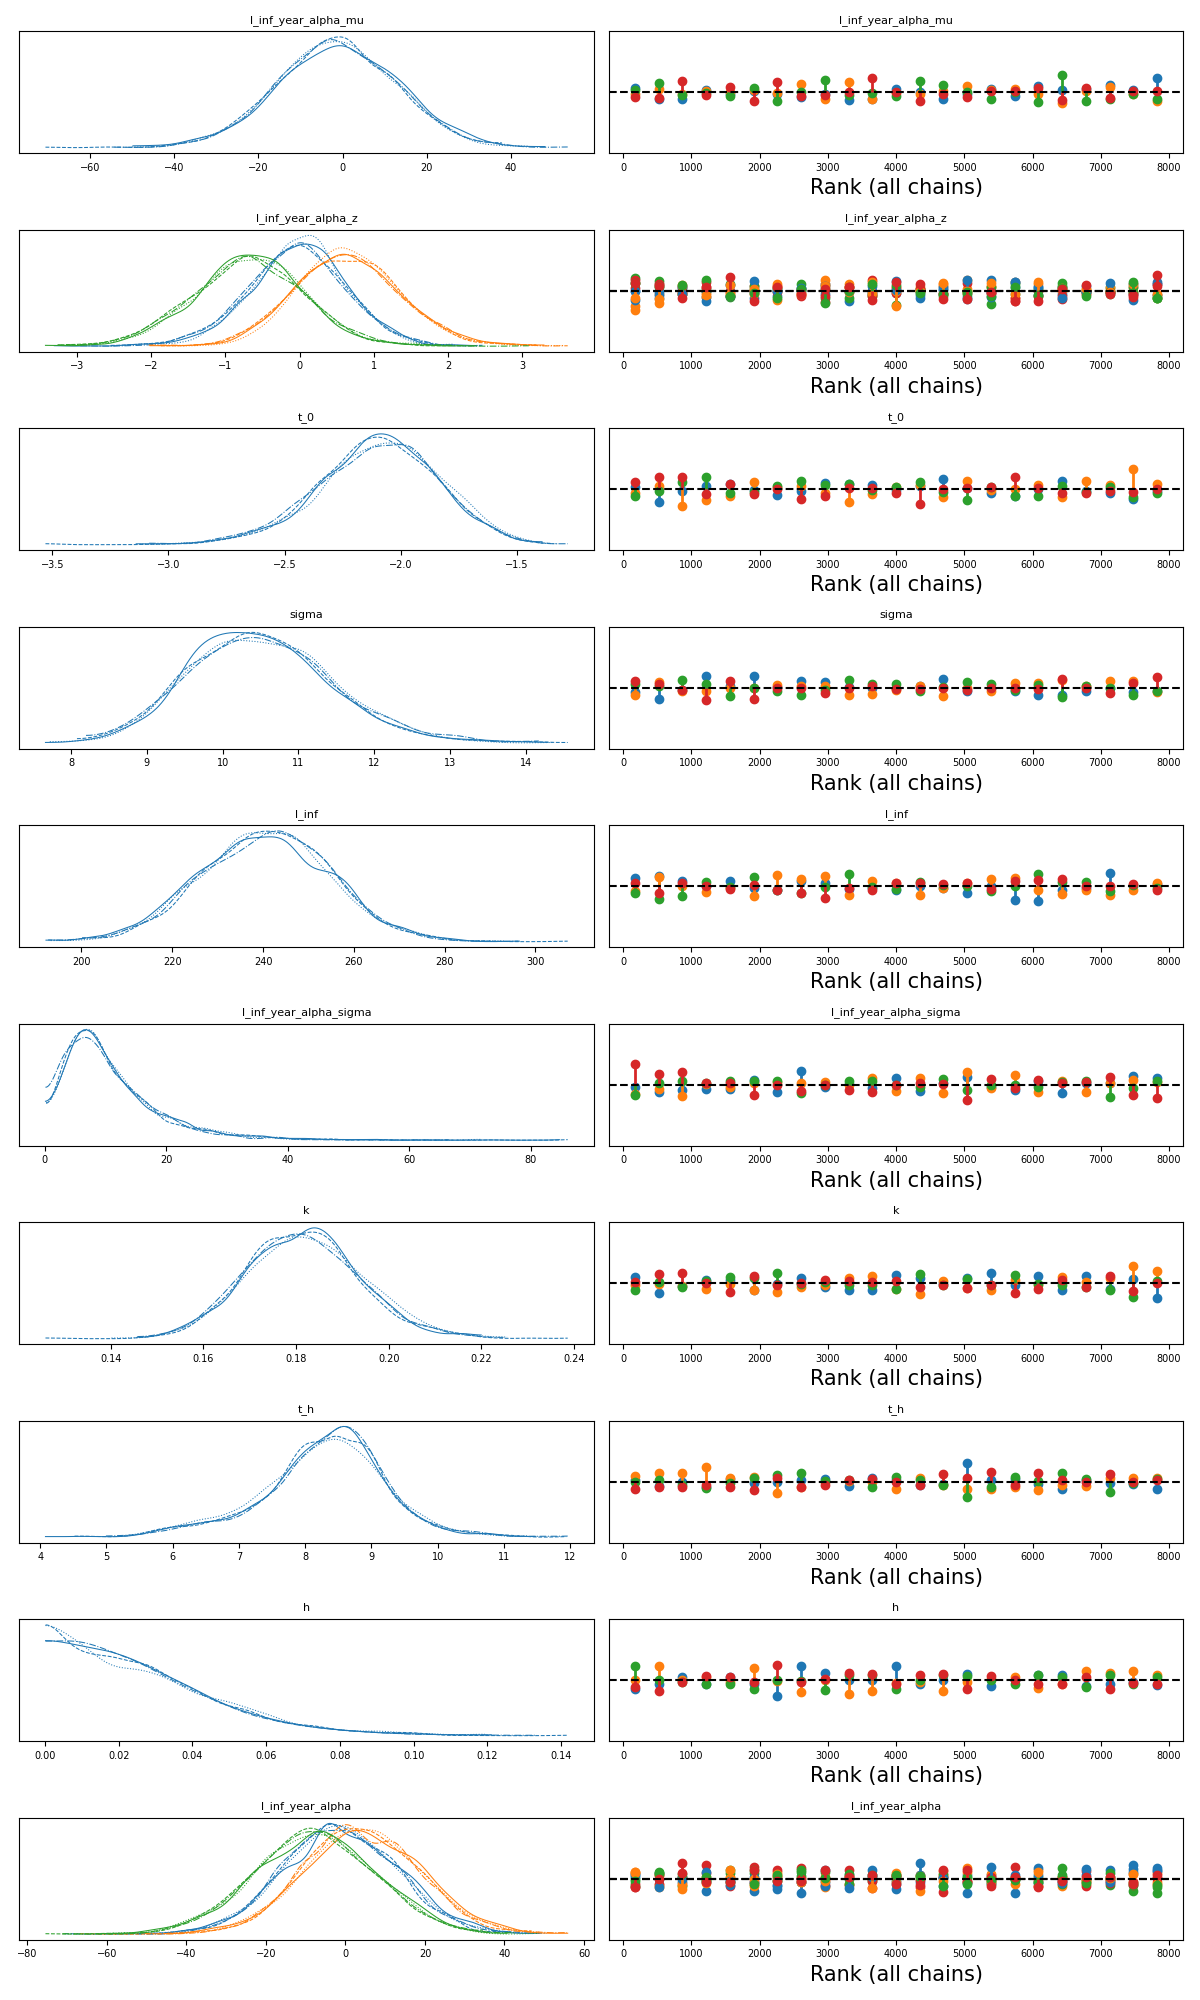 l_inf_year_alpha_mu l_inf_year_alpha_mu
−60 −40 −20 0 20 40 0 1000 2000 3000 4000 5000 6000 7000 8000
Rank (all chains)
l_inf_year_alpha_z l_inf_year_alpha_z
−3 −2 −1 0 1 2 3 0 1000 2000 3000 4000 5000 6000 7000 8000
Rank (all chains)
t_0 t_0
−3.5 −3.0 −2.5 −2.0 −1.5 0 1000 2000 3000 4000 5000 6000 7000 8000
Rank (all chains)
sigma sigma
8 9 10 11 12 13 14 0 1000 2000 3000 4000 5000 6000 7000 8000
Rank (all chains)
l_inf l_inf
200 220 240 260 280 300 0 1000 2000 3000 4000 5000 6000 7000 8000
Rank (all chains)
l_inf_year_alpha_sigma l_inf_year_alpha_sigma
0 20 40 60 80 0 1000 2000 3000 4000 5000 6000 7000 8000
Rank (all chains)
k k
0.14 0.16 0.18 0.20 0.22 0.24 0 1000 2000 3000 4000 5000 6000 7000 8000
Rank (all chains)
t_h t_h
4 5 6 7 8 9 10 11 12 0 1000 2000 3000 4000 5000 6000 7000 8000
Rank (all chains)
h h
0.00 0.02 0.04 0.06 0.08 0.10 0.12 0.14 0 1000 2000 3000 4000 5000 6000 7000 8000
Rank (all chains)
l_inf_year_alpha l_inf_year_alpha
−80 −60 −40 −20 0 20 40 60 0 1000 2000 3000 4000 5000 6000 7000 8000
Rank (all chains)